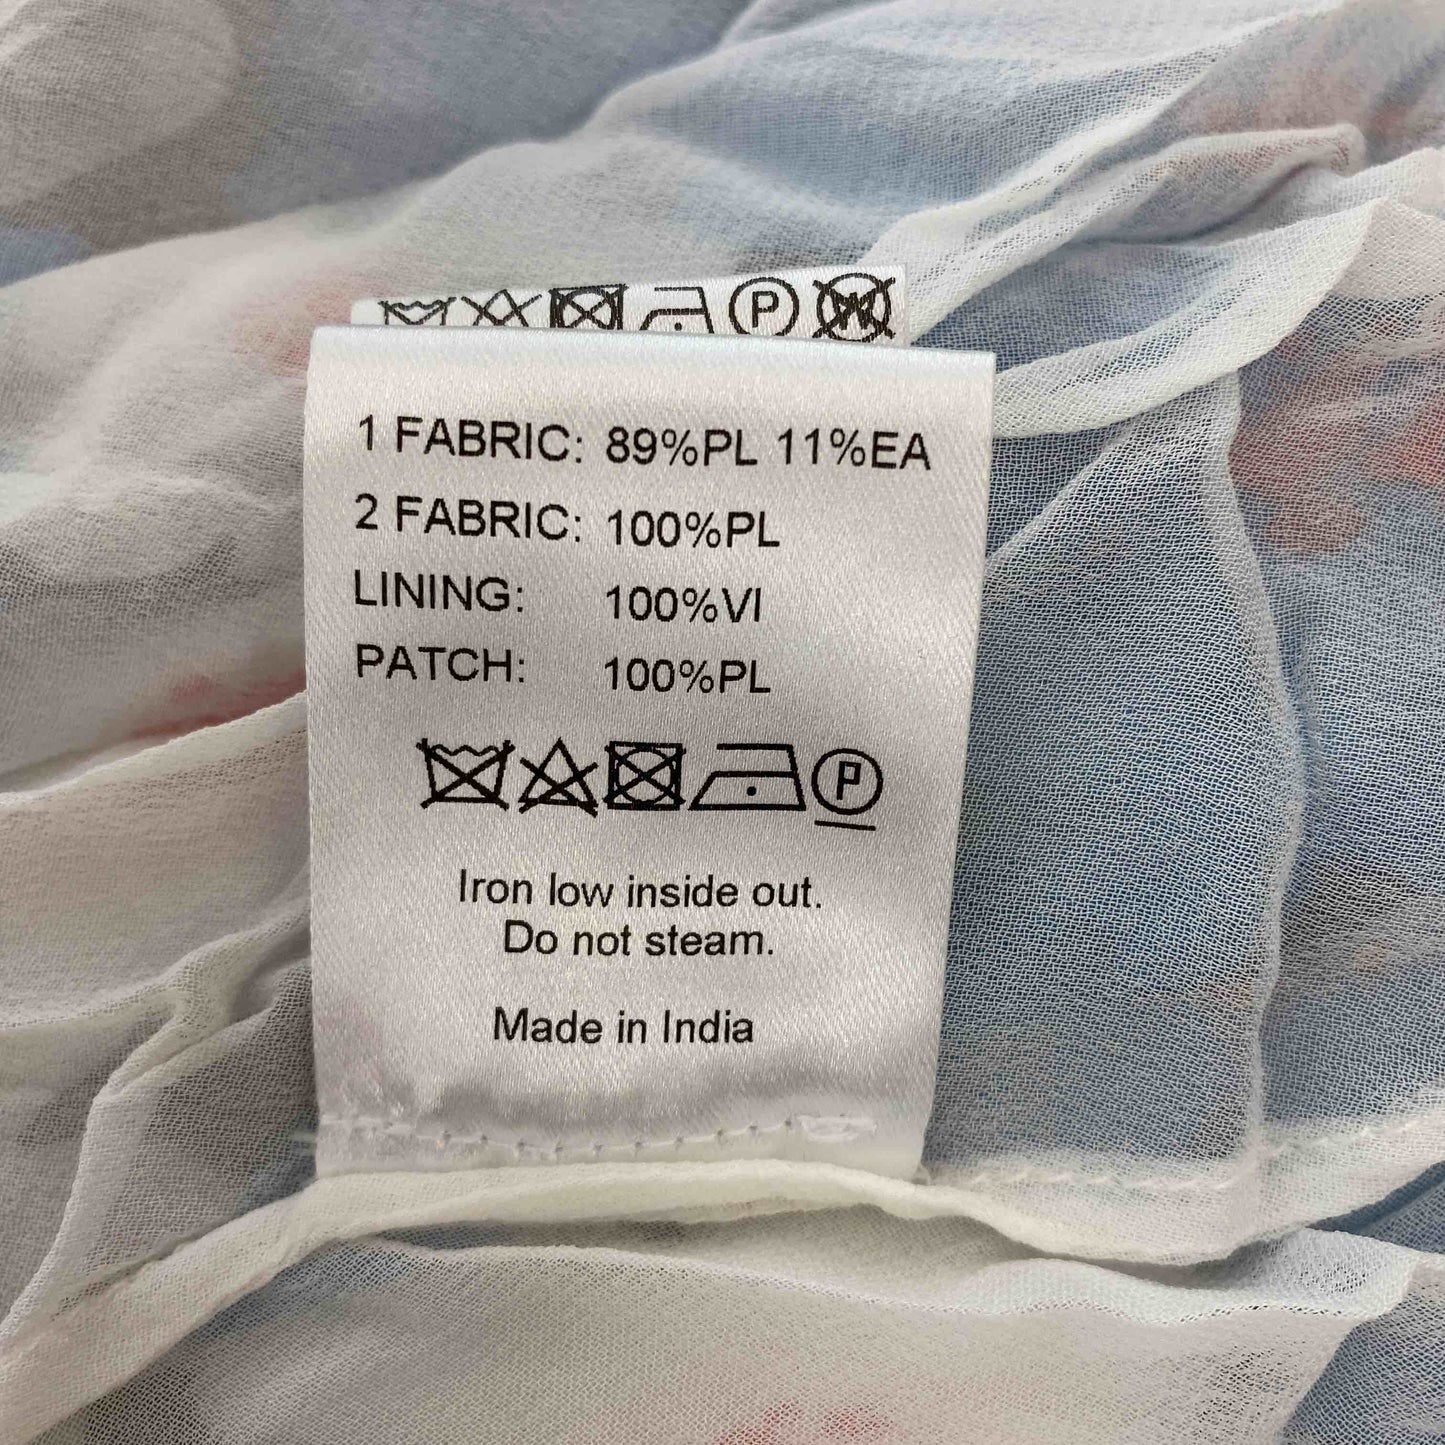 W
P
1 FABRIC: 89%PL 11%EA
2 FABRIC: 100%PL
LINING: 100%VI
PATCH: 100%PL
P
Iron low inside out.
Do not steam.
Made in India